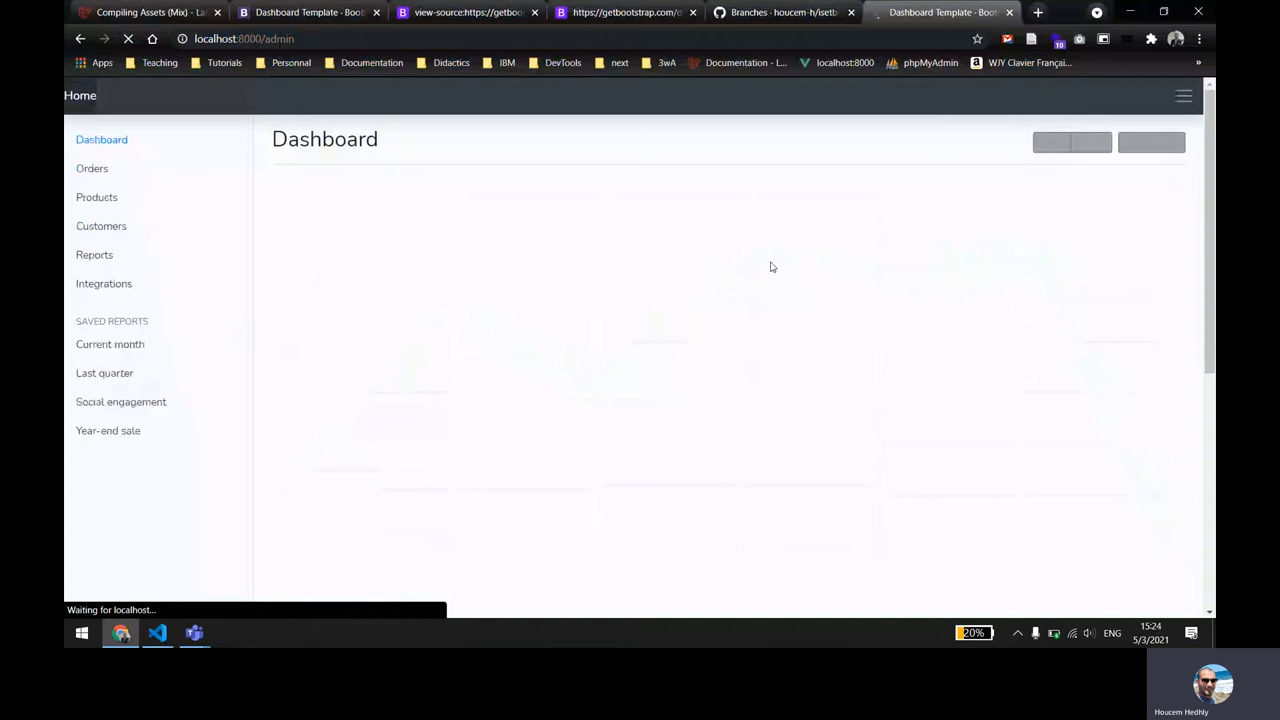 Compiling Assets (Mix) - La
Dashboard Template · Boot
view-source:https://getboo
https://getbootstrap.com/d
Branches · houcem-h/isetb
Dashboard Template · Boot
localhost:8000/admin
10
Apps
Teaching
Tutorials
Personnal
Documentation
Didactics
IBM
DevTools
next
3wA
Documentation - L...
localhost:8000
phpMyAdmin
WJY Clavier Françai...
»
Home
Dashboard
Orders
Products
Customers
Reports
Integrations
SAVED REPORTS
Current month
Last quarter
Social engagement
Year-end sale
Dashboard
Waiting for localhost...
20%
ENG
15:24
5/3/2021
Houcem Hedhly